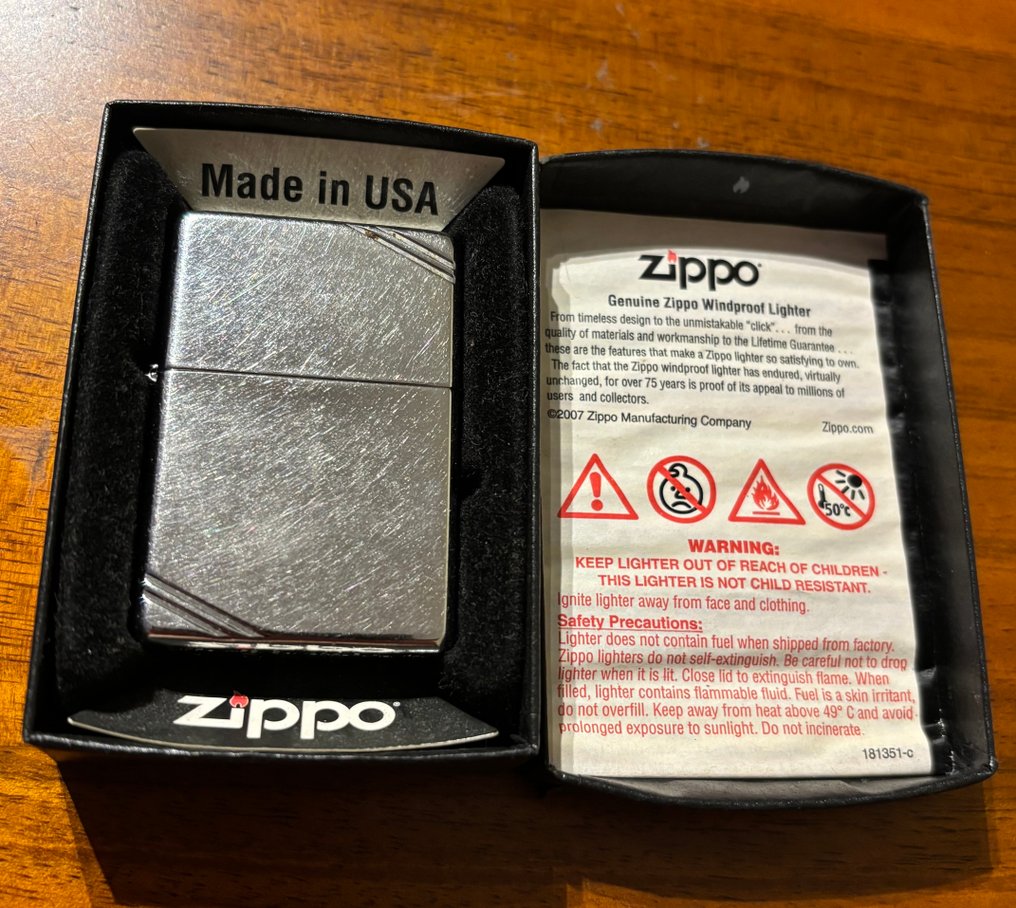 Made in USA
zippo®
zippo®
Genuine Zippo Windproof Lighter
From timeless design to the unmistakable "click". . . from the
quality of materials and workmanship to the Lifetime Guarantee . . .
these are the features that make a Zippo lighter so satisfying to own.
The fact that the Zippo windproof lighter has endured, virtually
unchanged, for over 75 years is proof of its appeal to millions of
users and collectors.
©2007 Zippo Manufacturing Company Zippo.com
50°C
WARNING:
KEEP LIGHTER OUT OF REACH OF CHILDREN -
THIS LIGHTER IS NOT CHILD RESISTANT.
Ignite lighter away from face and clothing.
Safety Precautions:
Lighter does not contain fuel when shipped from factory.
Zippo lighters do not self-extinguish. Be careful not to drop
lighter when it is lit. Close lid to extinguish flame. When
filled, lighter contains flammable fluid. Fuel is a skin irritant,
do not overfill. Keep away from heat above 49° C and avoid
prolonged exposure to sunlight. Do not incinerate.
181351-c